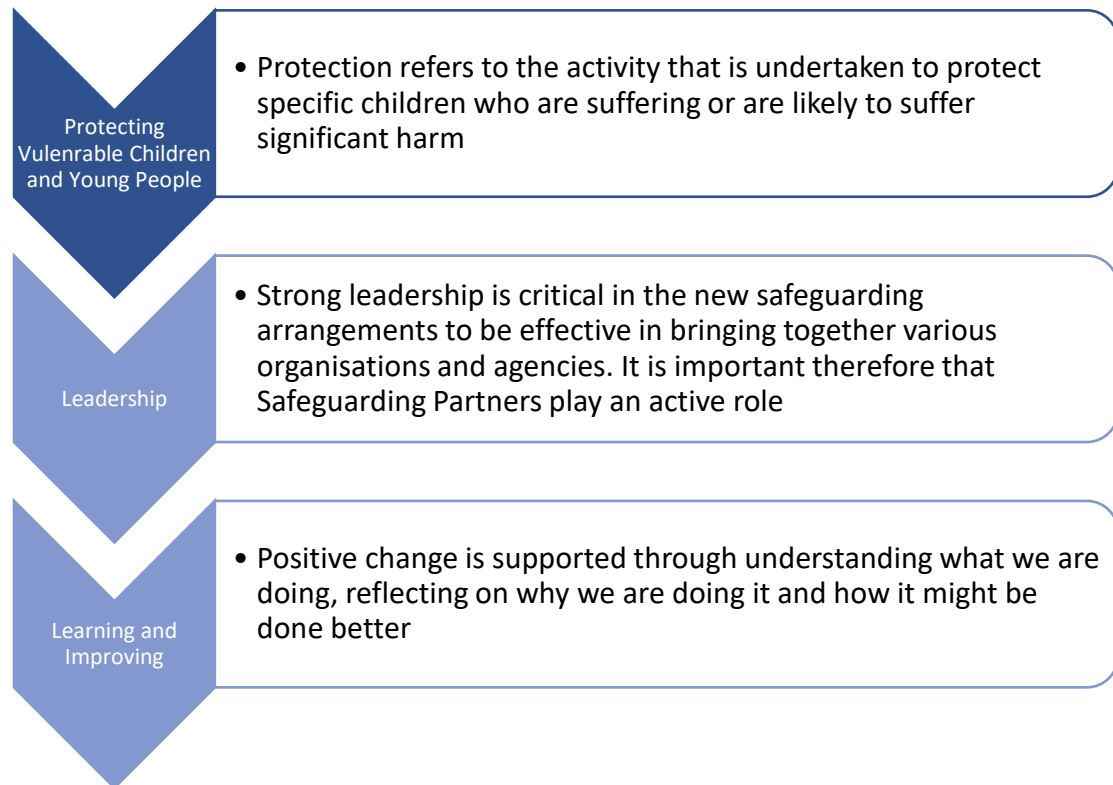 Protecting
Vulenrable Children
and Young People
• Protection refers to the activity that is undertaken to protect
specific children who are suffering or are likely to suffer
significant harm
Leadership
• Strong leadership is critical in the new safeguarding
arrangements to be effective in bringing together various
organisations and agencies. It is important therefore that
Safeguarding Partners play an active role
Learning and
Improving
• Positive change is supported through understanding what we are
doing, reflecting on why we are doing it and how it might be
done better